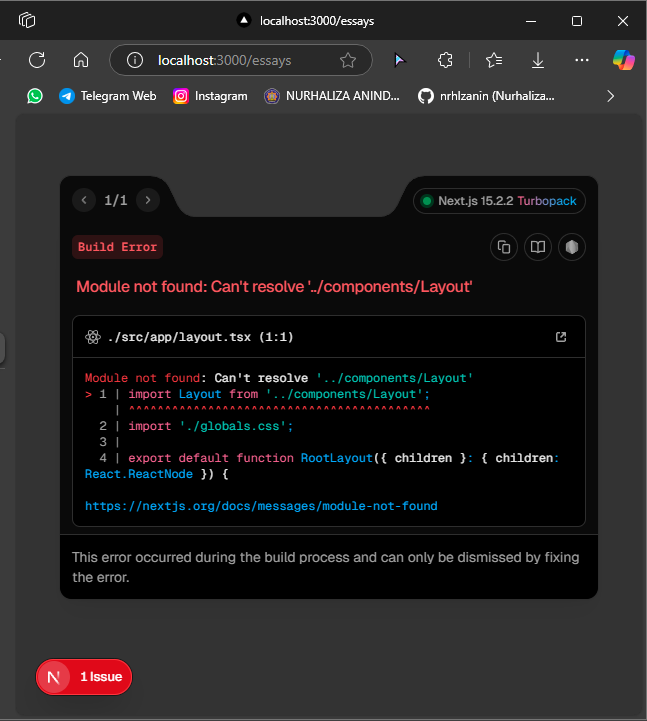 localhost:3000/essays
localhost:3000/essays
Telegram Web
Instagram
NURHALIZA ANIND...
nrhlzanin (Nurhaliza...
1/1
Next.js 15.2.2 Turbopack
Build Error
Module not found: Can't resolve '../components/Layout'
./src/app/layout.tsx (1:1)
Module not found: Can't resolve '../components/Layout'
> 1 | import Layout from '../components/Layout';
| ^^^^^^^^^^^^^^^^^^^^^^^^^^^^^^^^^^^^^^^^^^
2 | import './globals.css';
3 |
4 | export default function RootLayout({ children }: { children:
React.ReactNode }) {
https://nextjs.org/docs/messages/module-not-found
This error occurred during the build process and can only be dismissed by fixing
the error.
N
1 Issue